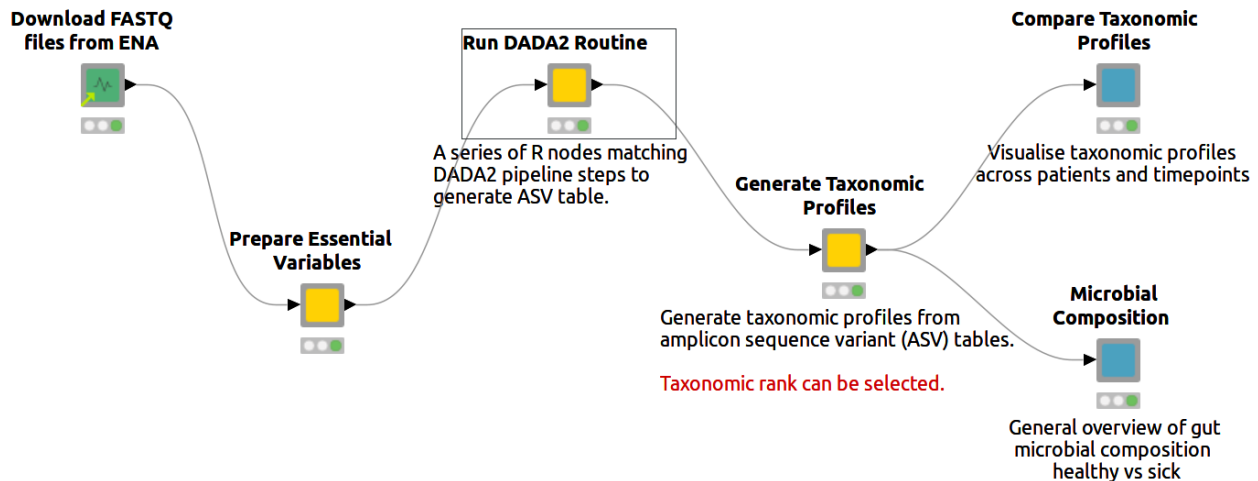 Download FASTQ
files from ENA
Run DADA2 Routine
A series of R nodes matching
DADA2 pipeline steps to
generate ASV table.
Prepare Essential
Variables
Generate Taxonomic
Profiles
Generate taxonomic profiles from
amplicon sequence variant (ASV) tables.
Taxonomic rank can be selected.
Compare Taxonomic
Profiles
Visualise taxonomic profiles
across patients and timepoints
Microbial
Composition
General overview of gut
microbial composition
healthy vs sick